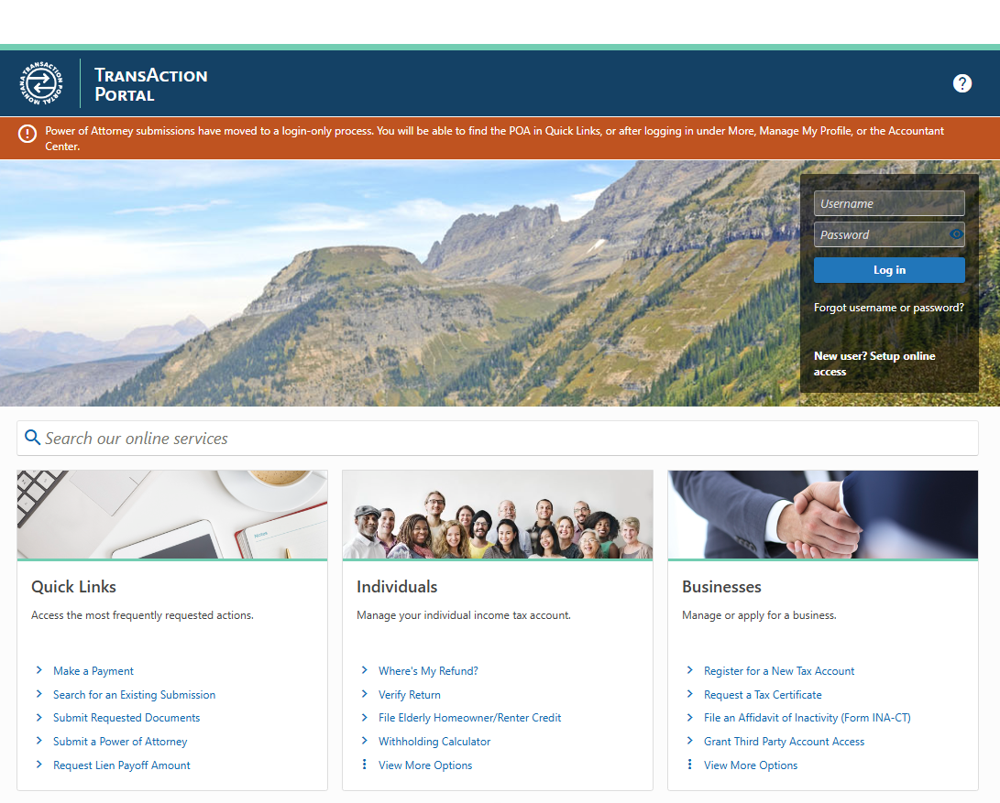 MONTANA TRANSACTION PORTAL
TRANSACTION
PORTAL
?
Power of Attorney submissions have moved to a login-only process. You will be able to find the POA in Quick Links, or after logging in under More, Manage My Profile, or the Accountant
Center.
Username
Password
Log in
Forgot username or password?
New user? Setup online
access
Search our online services
Notes
Quick Links
Access the most frequently requested actions.
Make a Payment
Search for an Existing Submission
Submit Requested Documents
Submit a Power of Attorney
Request Lien Payoff Amount
Individuals
Manage your individual income tax account.
Where's My Refund?
Verify Return
File Elderly Homeowner/Renter Credit
Withholding Calculator
View More Options
Businesses
Manage or apply for a business.
Register for a New Tax Account
Request a Tax Certificate
File an Affidavit of Inactivity (Form INA-CT)
Grant Third Party Account Access
View More Options